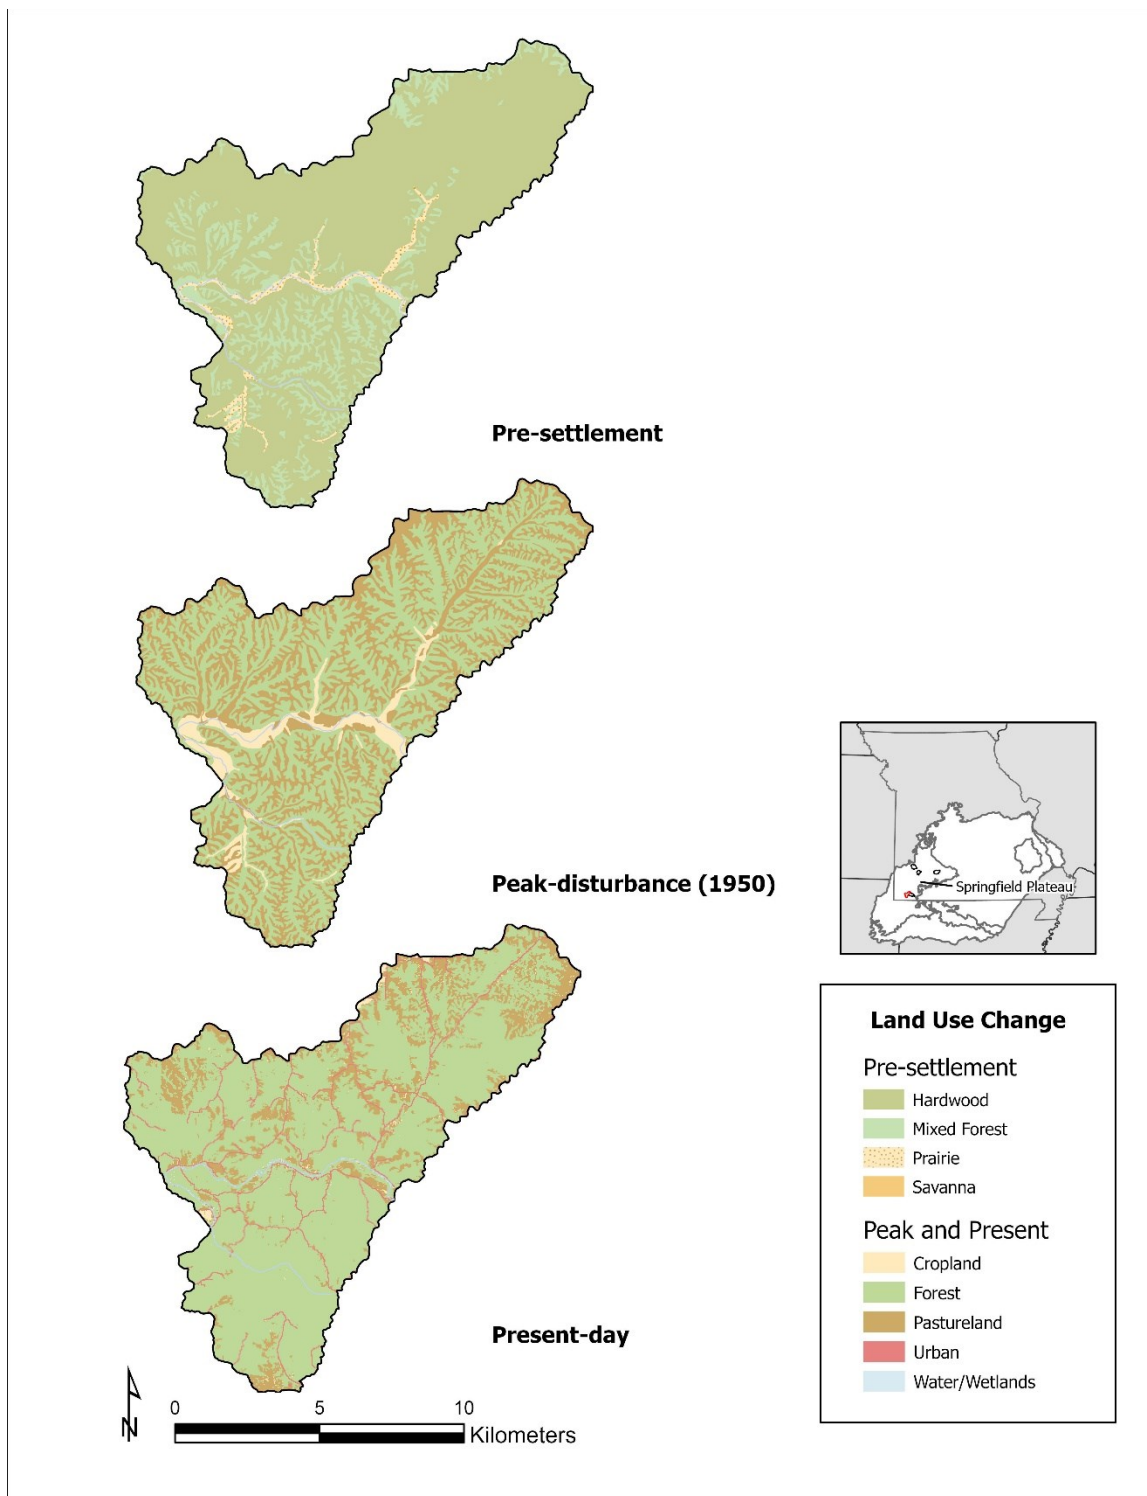 Pre-settlement
Peak-disturbance (1950)
Springfield Plateau
Land Use Change
Pre-settlement
Hardwood
Mixed Forest
Prairie
Savanna
Peak and Present
Cropland
Forest
Pastureland
Urban
Water/Wetlands
Present-day
N
0 5 10
Kilometers